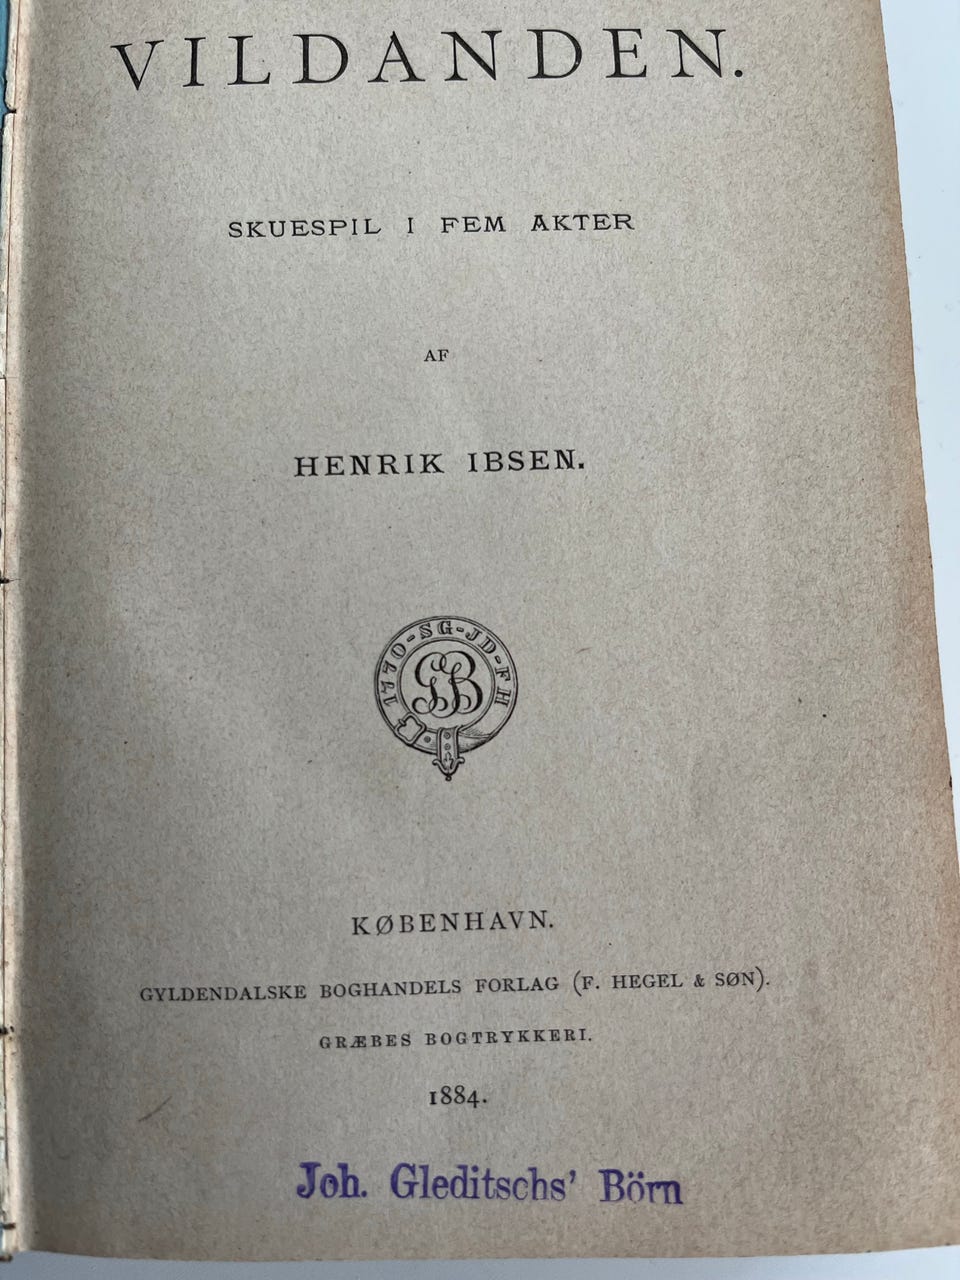 VILDANDEN.
SKUESPIL I FEM AKTER
AF
HENRIK IBSEN.
1770-SG-JD-FH
GB
KØBENHAVN.
GYLDENDALSKE BOGHANDELS FORLAG (F. HEGEL & SØN).
GRÆBES BOGTRYKKERI.
1884.
Joh. Gleditschs' Börn